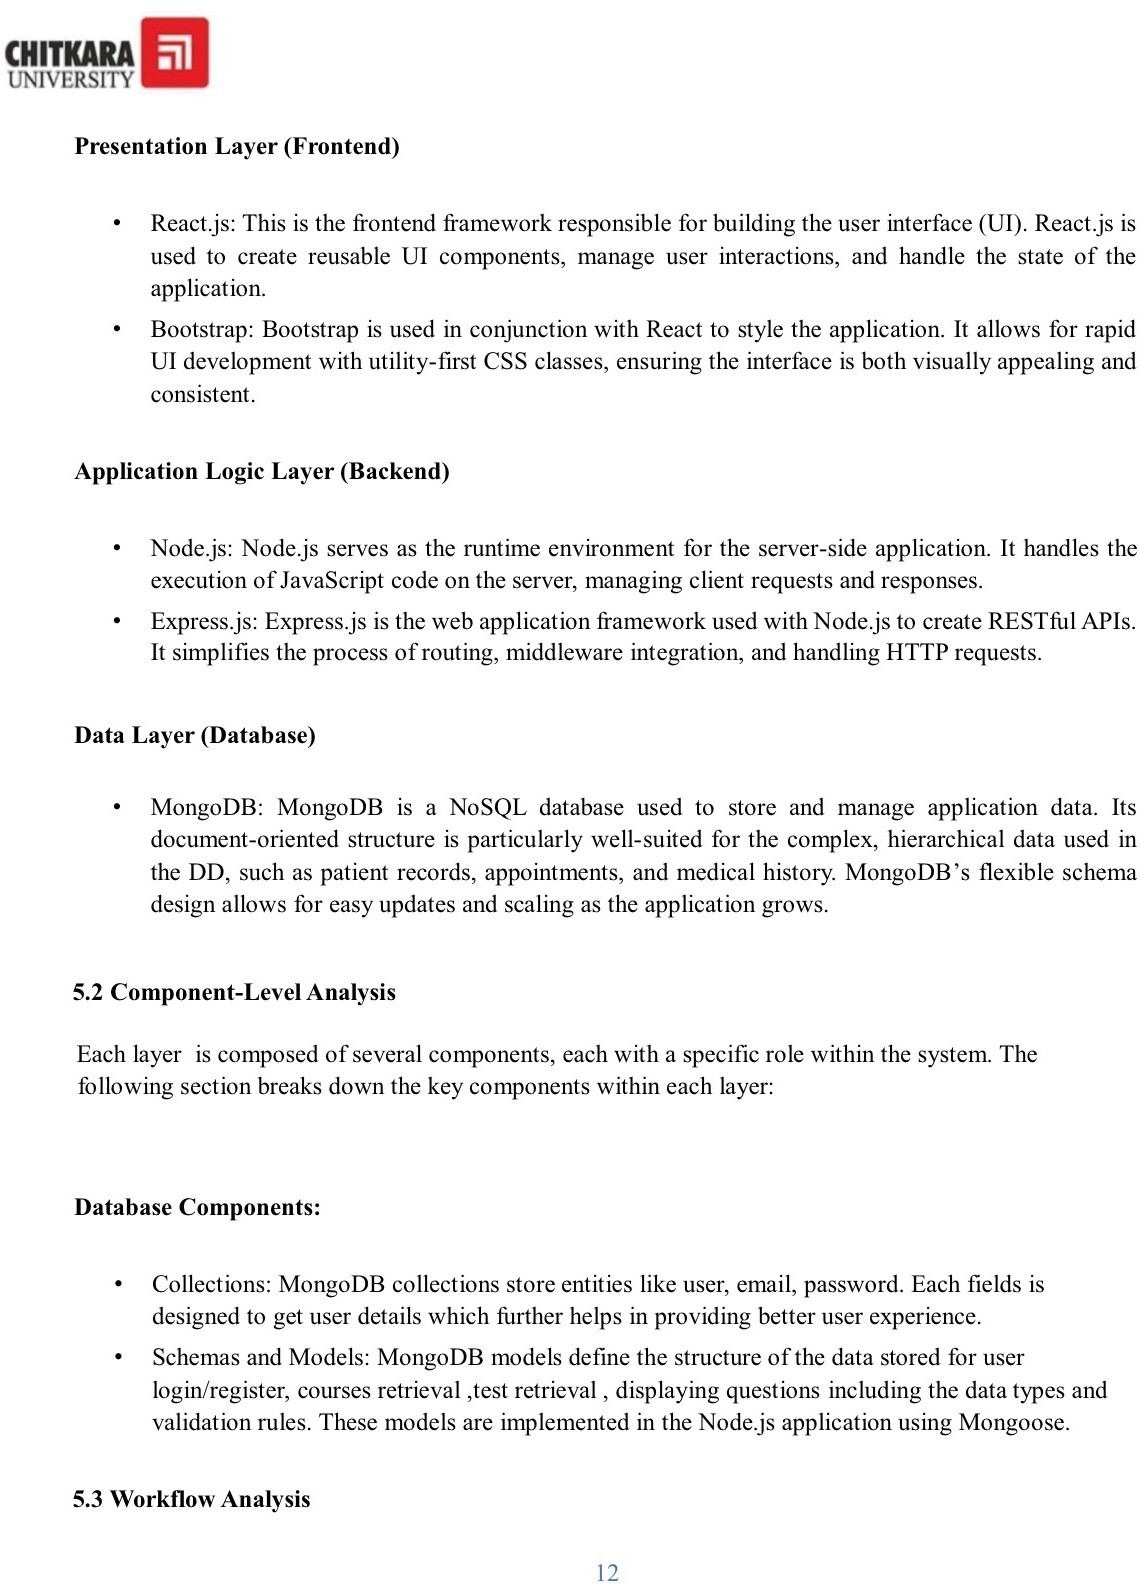 CHITKARA
UNIVERSITY
Presentation Layer (Frontend)
• React.js: This is the frontend framework responsible for building the user interface (UI). React.js is
used to create reusable UI components, manage user interactions, and handle the state of the
application.
• Bootstrap: Bootstrap is used in conjunction with React to style the application. It allows for rapid
UI development with utility-first CSS classes, ensuring the interface is both visually appealing and
consistent.
Application Logic Layer (Backend)
• Node.js: Node.js serves as the runtime environment for the server-side application. It handles the
execution of JavaScript code on the server, managing client requests and responses.
• Express.js: Express.js is the web application framework used with Node.js to create RESTful APIs.
It simplifies the process of routing, middleware integration, and handling HTTP requests.
Data Layer (Database)
• MongoDB: MongoDB is a NoSQL database used to store and manage application data. Its
document-oriented structure is particularly well-suited for the complex, hierarchical data used in
the DD, such as patient records, appointments, and medical history. MongoDB’s flexible schema
design allows for easy updates and scaling as the application grows.
5.2 Component-Level Analysis
Each layer  is composed of several components, each with a specific role within the system. The
following section breaks down the key components within each layer:
Database Components:
• Collections: MongoDB collections store entities like user, email, password. Each fields is
designed to get user details which further helps in providing better user experience.
• Schemas and Models: MongoDB models define the structure of the data stored for user
login/register, courses retrieval ,test retrieval , displaying questions including the data types and
validation rules. These models are implemented in the Node.js application using Mongoose.
5.3 Workflow Analysis
12